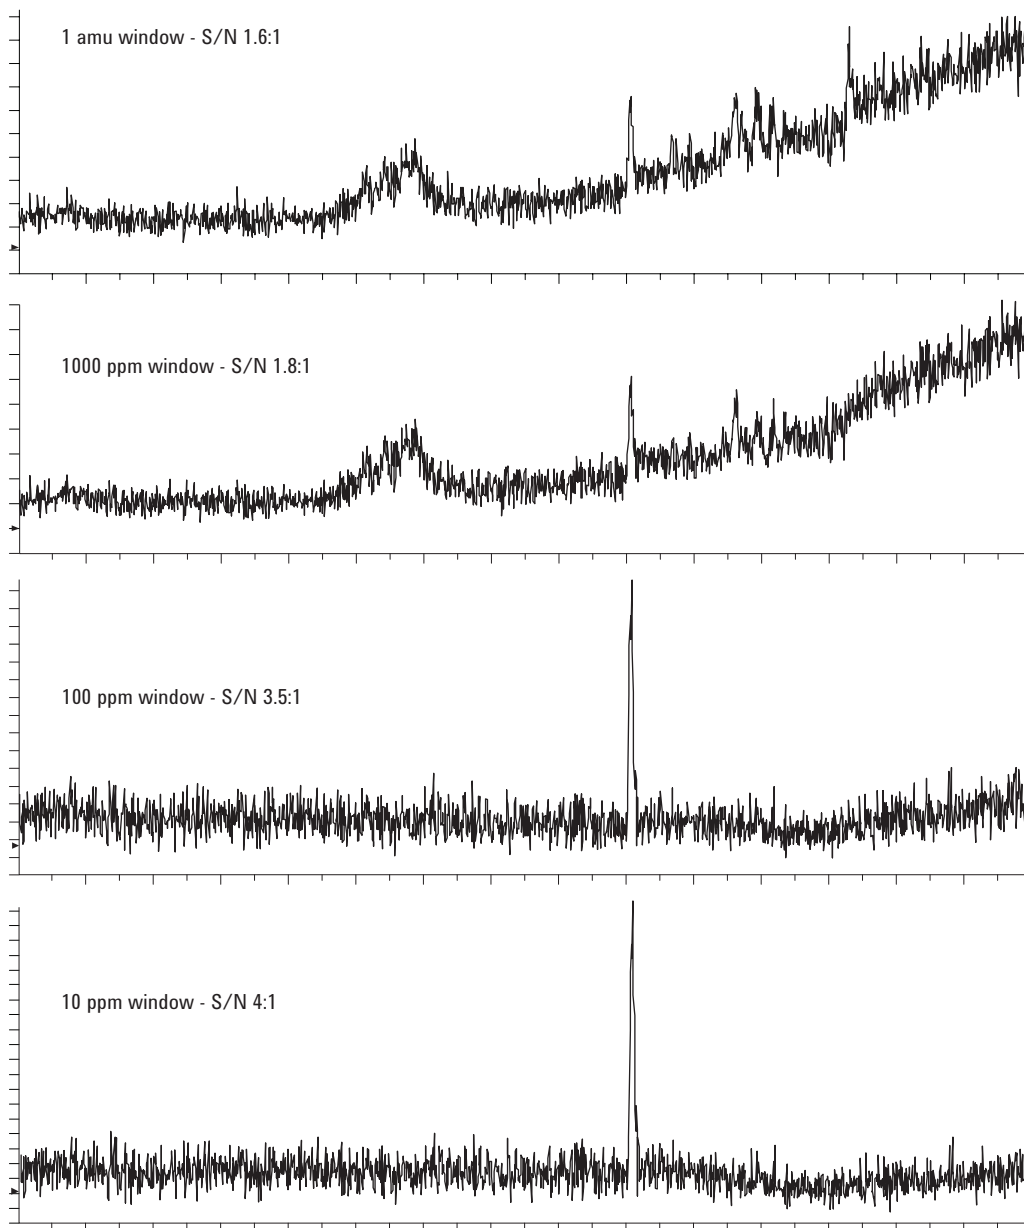 1 amu window - S/N 1.6:1
1000 ppm window - S/N 1.8:1
100 ppm window - S/N 3.5:1
10 ppm window - S/N 4:1